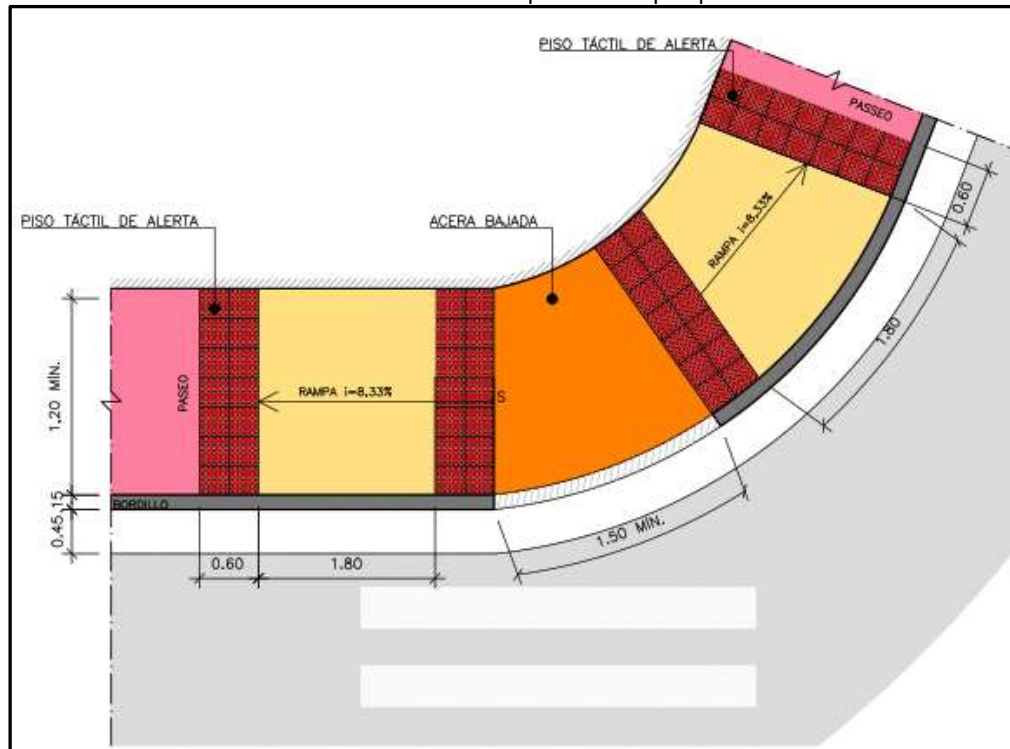 PISO TÁCTIL DE ALERTA
PASSEO
0.60
PISO TÁCTIL DE ALERTA
ACERA BAJADA
RAMPA i=8,33%
1.80
1.20 MÍN.
PASEO
RAMPA i=8,33%
S
.15
BORDILLO
0.45
0.60
1.80
1.50 MÍN.